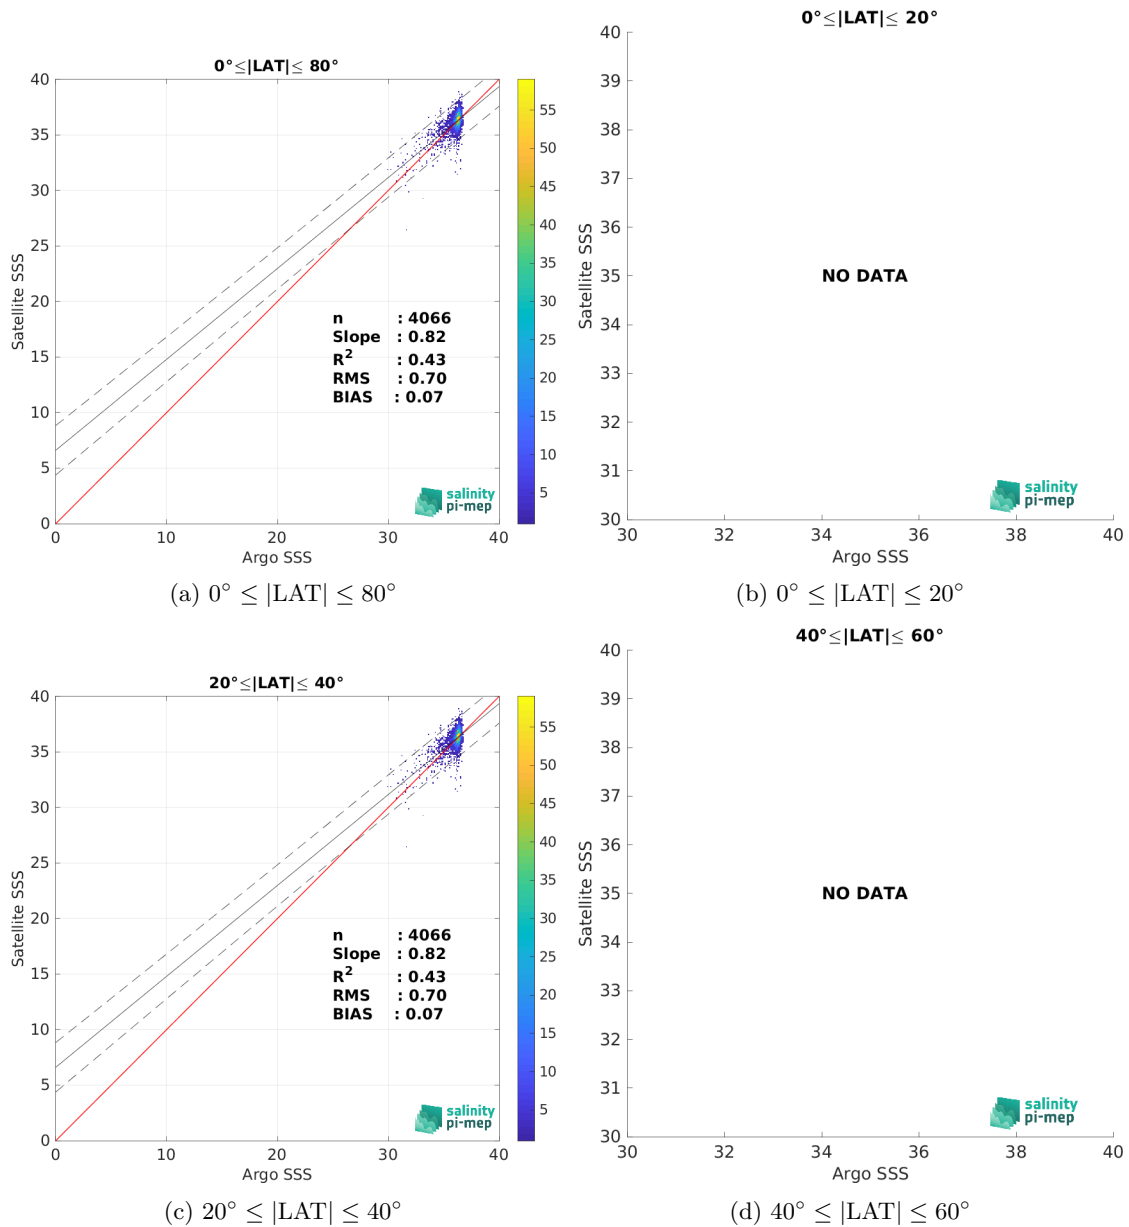 0°≤|LAT|≤ 80°
40
35
30
25
20
15
10
5
0
0
10
20
30
40
Satellite SSS
Argo SSS
n : 4066
Slope : 0.82
R² : 0.43
RMS : 0.70
BIAS : 0.07
salinity
pi-mep
55
50
45
40
35
30
25
20
15
10
5
(a) 0° ≤ |LAT| ≤ 80°
0°≤|LAT|≤ 20°
40
39
38
37
36
35
34
33
32
31
30
30
32
34
36
38
40
Satellite SSS
Argo SSS
NO DATA
salinity
pi-mep
(b) 0° ≤ |LAT| ≤ 20°
20°≤|LAT|≤ 40°
40
35
30
25
20
15
10
5
0
0
10
20
30
40
Satellite SSS
Argo SSS
n : 4066
Slope : 0.82
R² : 0.43
RMS : 0.70
BIAS : 0.07
salinity
pi-mep
55
50
45
40
35
30
25
20
15
10
5
(c) 20° ≤ |LAT| ≤ 40°
40°≤|LAT|≤ 60°
40
39
38
37
36
35
34
33
32
31
30
30
32
34
36
38
40
Satellite SSS
Argo SSS
NO DATA
salinity
pi-mep
(d) 40° ≤ |LAT| ≤ 60°